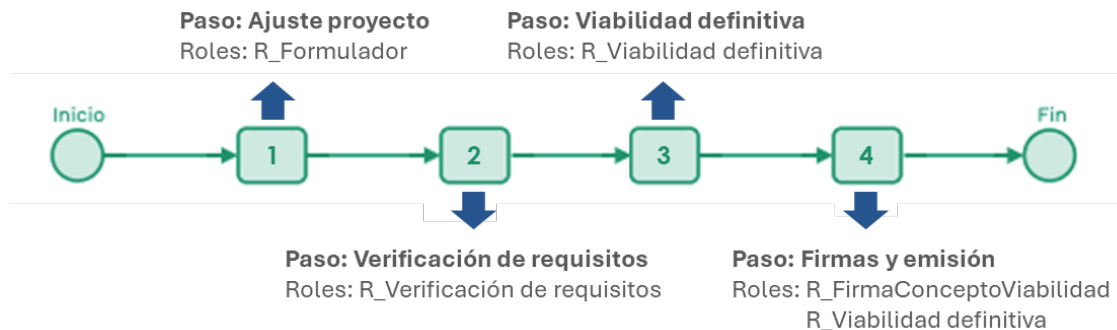 Paso: Ajuste proyecto
Roles: R_Formulador
Paso: Viabilidad definitiva
Roles: R_Viabilidad definitiva
Inicio
Fin
1
2
3
4
Paso: Verificación de requisitos
Roles: R_Verificación de requisitos
Paso: Firmas y emisión
Roles: R_FirmaConceptoViabilidad
R_Viabilidad definitiva